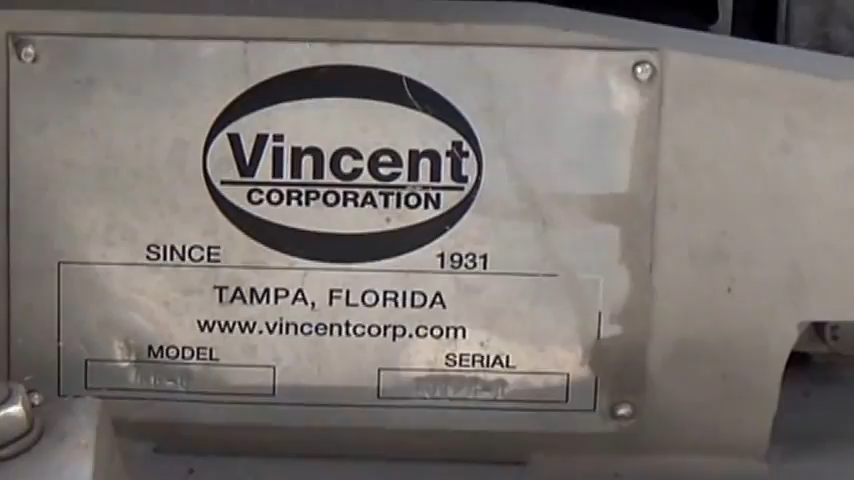 Vincent
CORPORATION
SINCE 1931
TAMPA, FLORIDA
www.vincentcorp.com
MODEL SERIAL